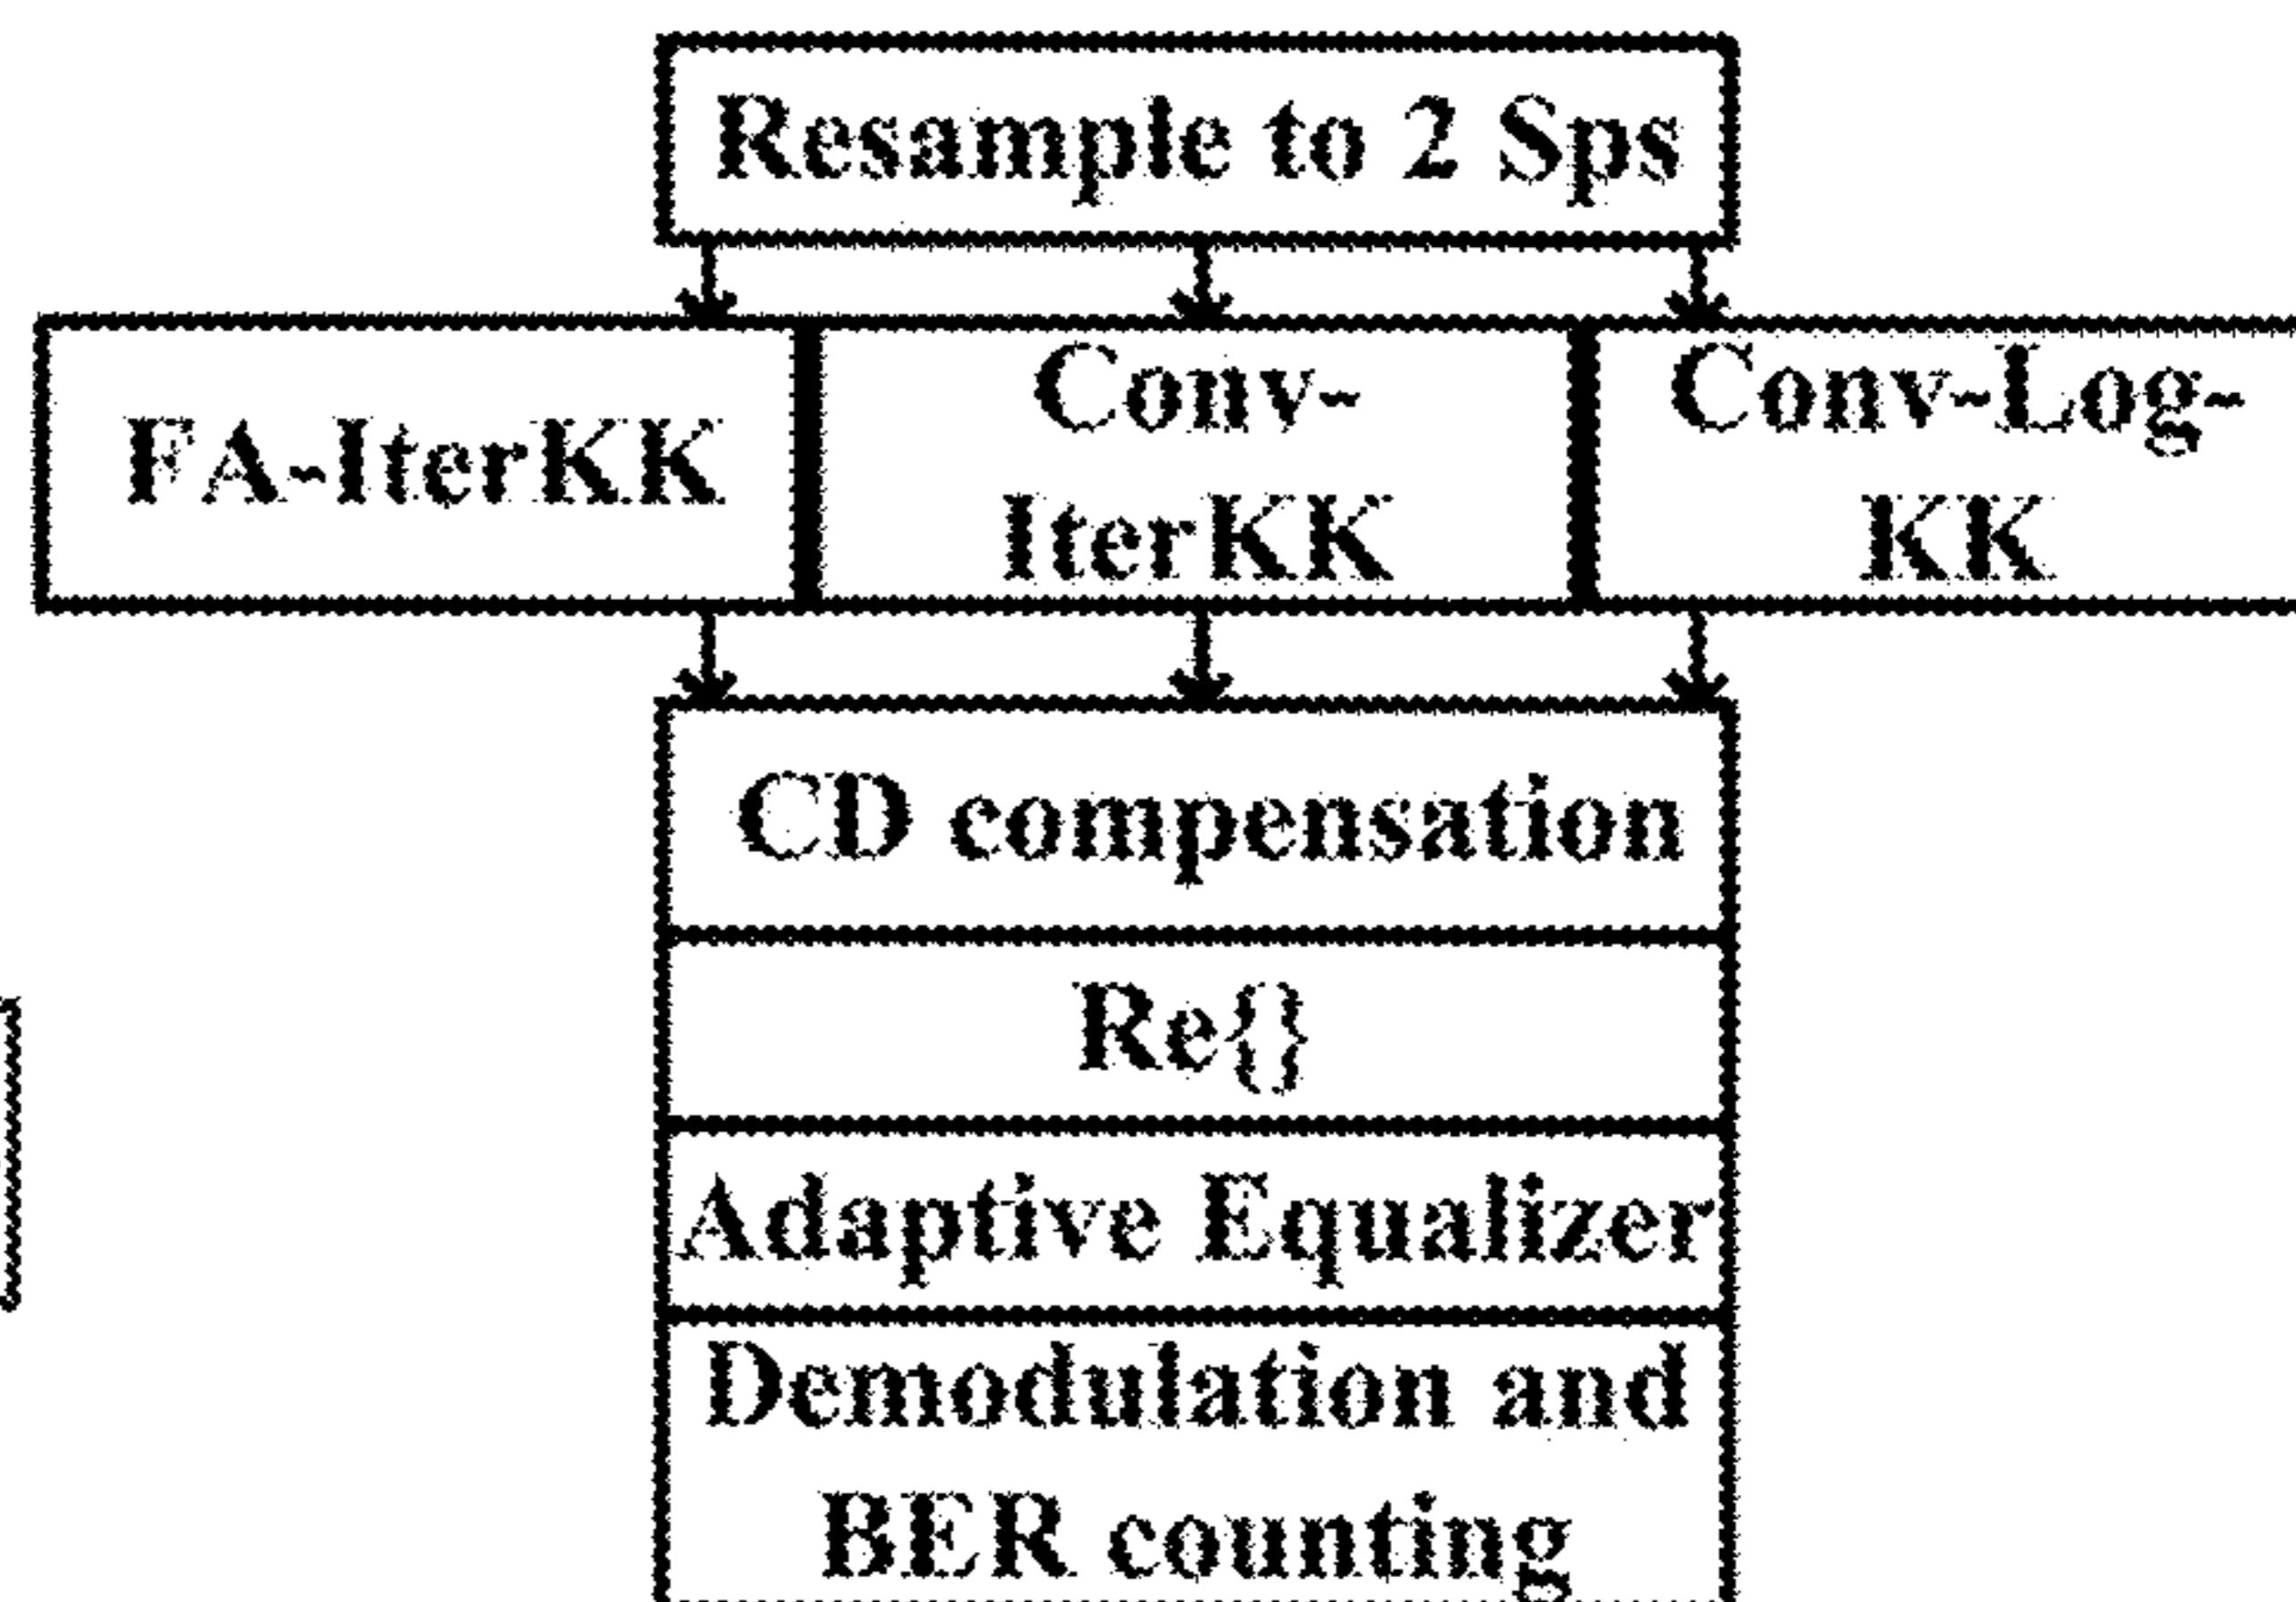 Resample to 2 Sps
FA-IterKK
Conv-
IterKK
Conv-Log-
KK
CD compensation
Re{}
Adaptive Equalizer
Demodulation and
BER counting